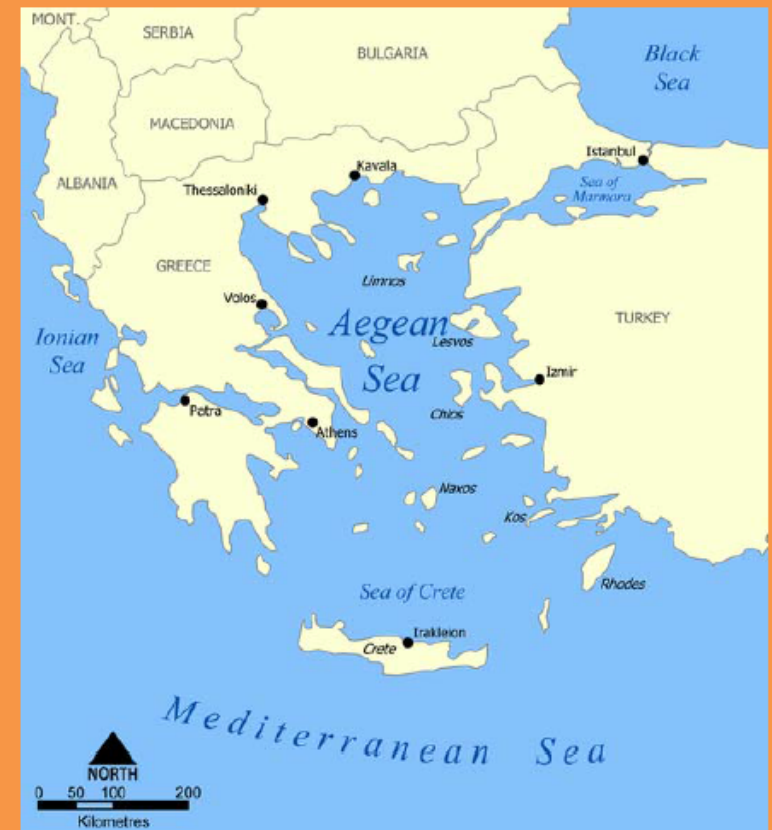 MONT.
SERBIA
BULGARIA
Black
Sea
MACEDONIA
Istanbul
Kavala
ALBANIA
Thessaloniki
Sea of
Marmara
GREECE
Limnos
Volos
Aegean
Sea
TURKEY
Ionian
Sea
Lesvos
Izmir
Patra
Chios
Athens
Naxos
Kos
Rhodes
Sea of Crete
Irakleion
Crete
Mediterranean Sea
NORTH
0 50 100 200
Kilometres